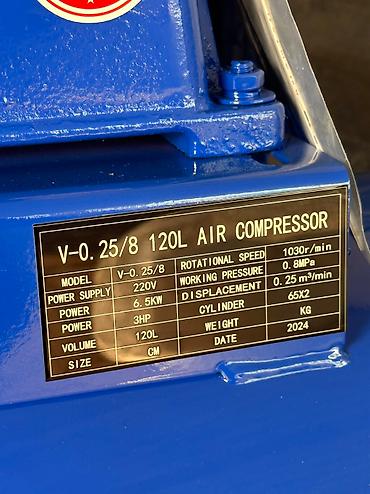 V-0.25/8 120L AIR COMPRESSOR
MODEL V-0.25/8 ROTATIONAL SPEED 1030r/min
POWER SUPPLY 220V WORKING PRESSURE 0.8MPa
POWER 6.5KW DISPLACEMENT 0.25m³/min
POWER 3HP CYLINDER 65X2
VOLUME 120L WEIGHT KG
SIZE CM DATE 2024